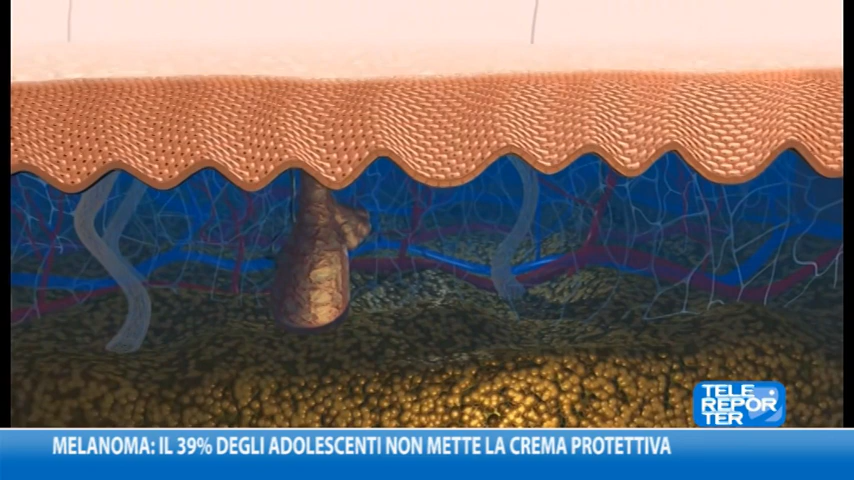 TELE
REPOR
TER
MELANOMA: IL 39% DEGLI ADOLESCENTI NON METTE LA CREMA PROTETTIVA